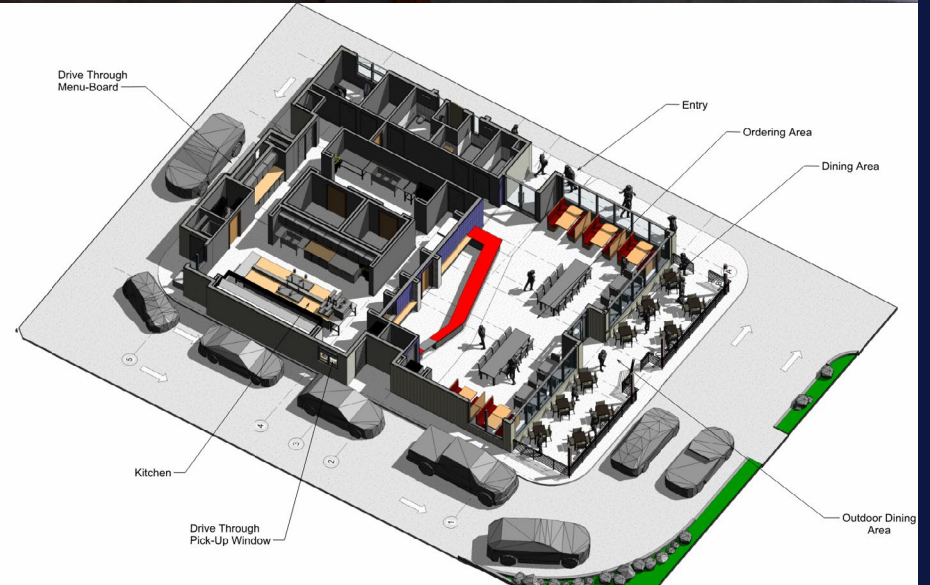 Drive Through
Menu-Board
Entry
Ordering Area
Dining Area
5
4
3
2
1
A
Kitchen
Drive Through
Pick-Up Window
Outdoor Dining
Area